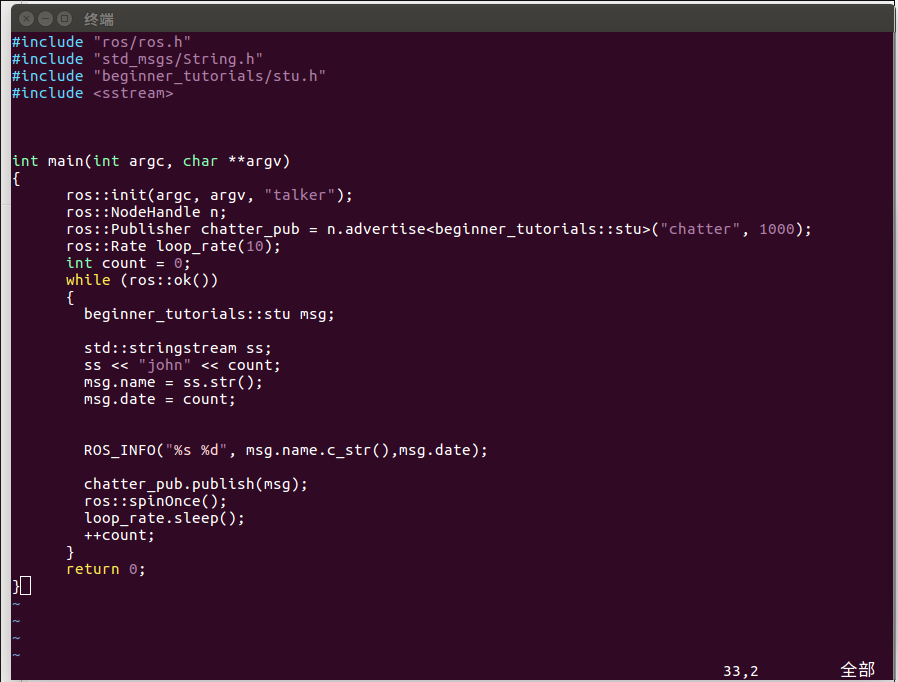 终端
#include "ros/ros.h"
#include "std_msgs/String.h"
#include "beginner_tutorials/stu.h"
#include <sstream>
int main(int argc, char **argv)
{
ros::init(argc, argv, "talker");
ros::NodeHandle n;
ros::Publisher chatter_pub = n.advertise<beginner_tutorials::stu>("chatter", 1000);
ros::Rate loop_rate(10);
int count = 0;
while (ros::ok())
{
beginner_tutorials::stu msg;
std::stringstream ss;
ss << "john" << count;
msg.name = ss.str();
msg.date = count;
ROS_INFO("%s %d", msg.name.c_str(),msg.date);
chatter_pub.publish(msg);
ros::spinOnce();
loop_rate.sleep();
++count;
}
return 0;
}
~
~
~
~
33,2 全部